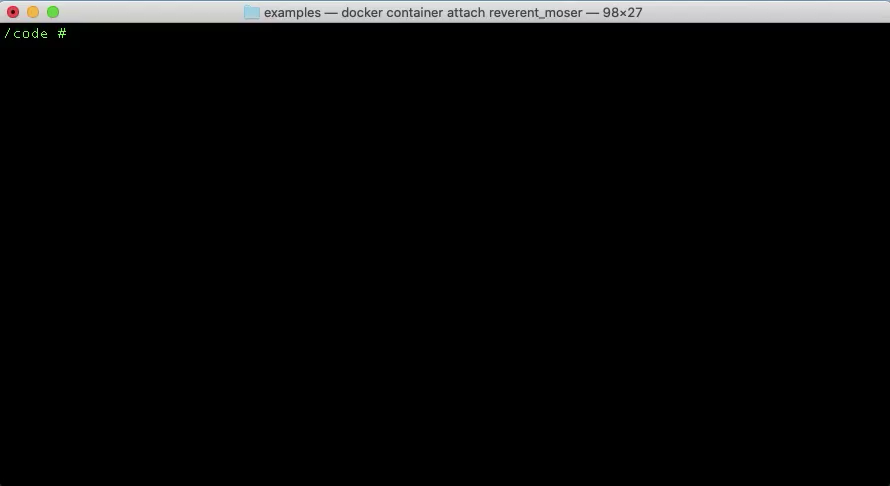 examples — docker container attach reverent_moser — 98×27
/code #